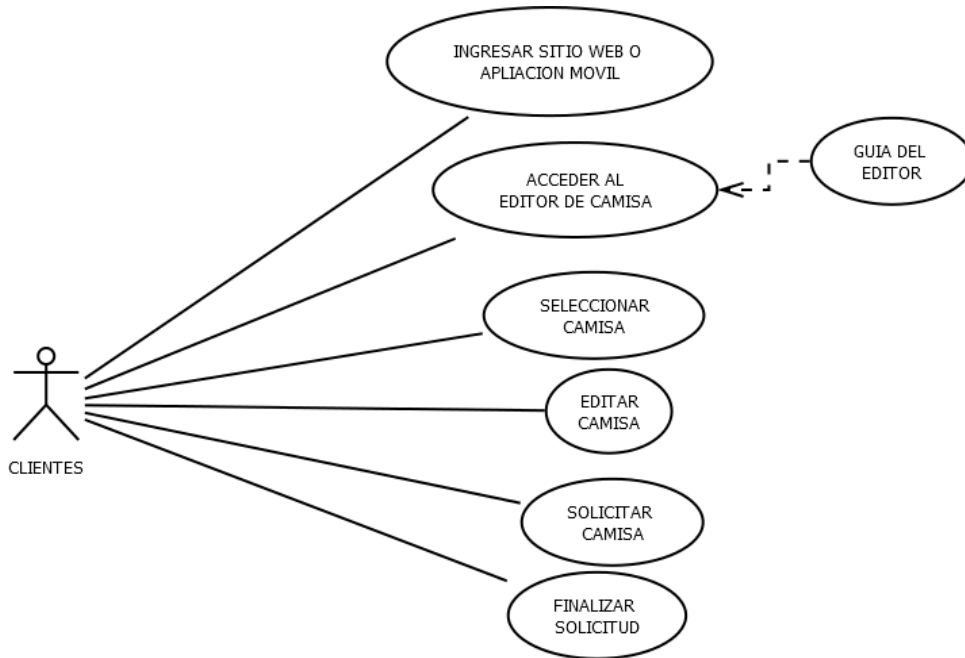 INGRESAR SITIO WEB O
APLIACION MOVIL
ACCEDER AL
EDITOR DE CAMISA
GUIA DEL
EDITOR
SELECCIONAR
CAMISA
EDITAR
CAMISA
CLIENTES
SOLICITAR
CAMISA
FINALIZAR
SOLICITUD